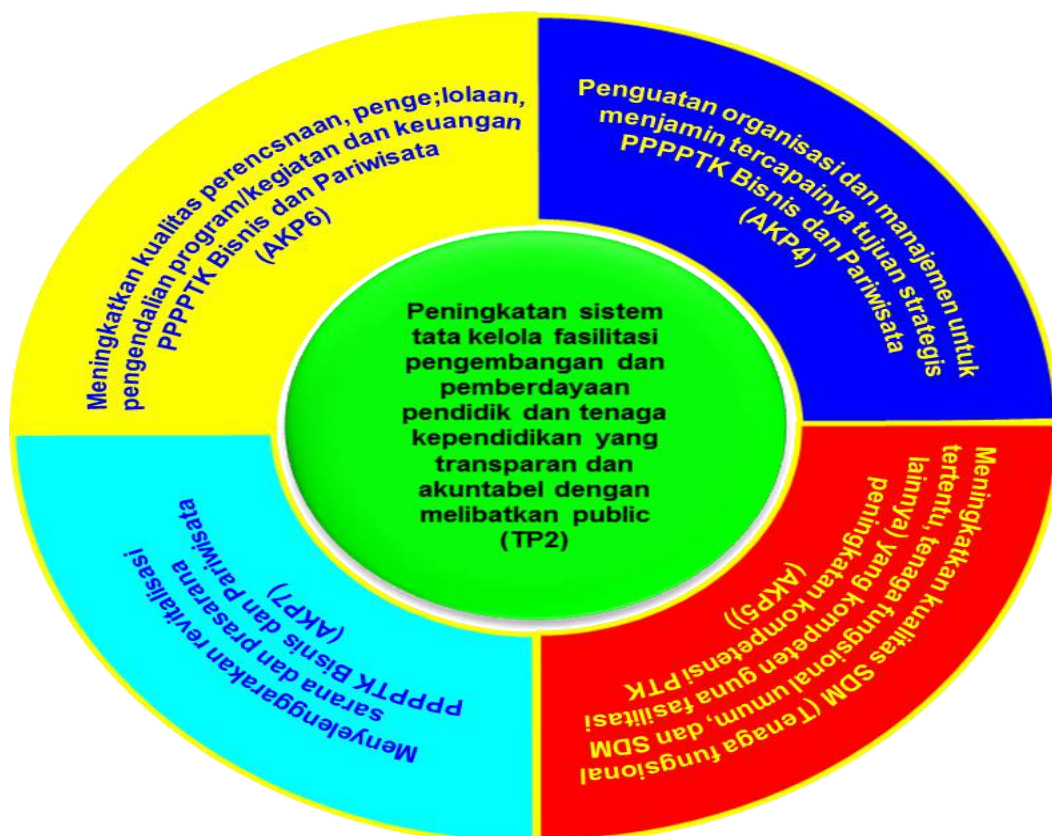 Meningkatkan kualitas perencsnaan, penge;lolaan,
pengendalian program/kegiatan dan keuangan
PPPPTK Bisnis dan Pariwisata
(AKP6)
Penguatan organisasi dan manajemen untuk
menjamin tercapainya tujuan strategis
PPPPTK Bisnis dan Pariwisata
(AKP4)
Peningkatan sistem
tata kelola fasilitasi
pengembangan dan
pemberdayaan
pendidik dan tenaga
kependidikan yang
transparan dan
akuntabel dengan
melibatkan public
(TP2)
Menyelenggarakan revitalisasi
sarana dan prasarana
PPPPTK Bisnis dan Pariwisata
(AKP7)
Meningkatkan kualitas SDM (Tenaga fungsional
tertentu, tenaga fungsional umum, dan SDM
lainnya) yang kompeten guna fasilitasi
peningkatan kompetensi PTK
(AKP5))